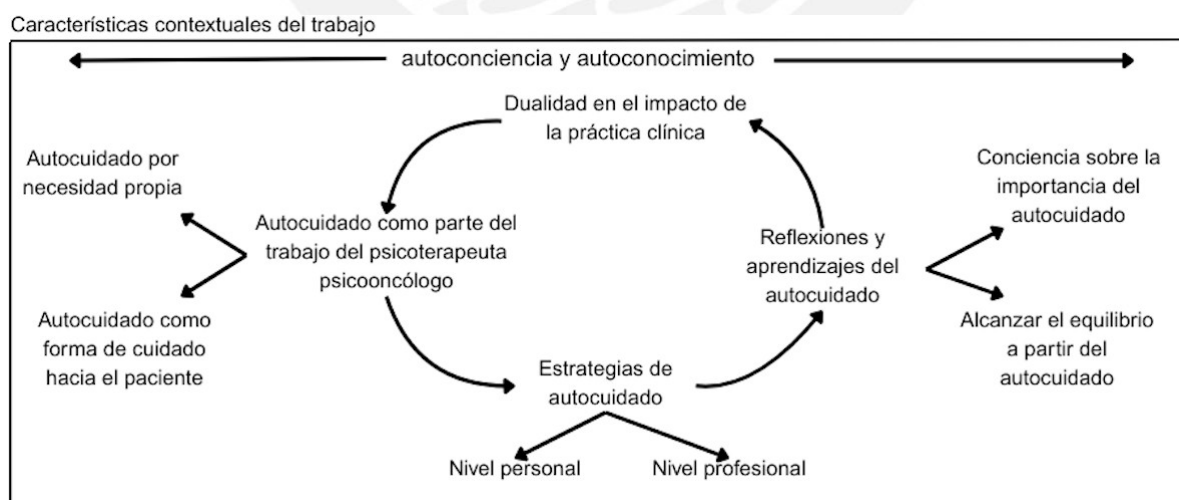 Características contextuales del trabajo
autoconciencia y autoconocimiento
Dualidad en el impacto de
la práctica clínica
Autocuidado por
necesidad propia
Autocuidado como parte del
trabajo del psicoterapeuta
psicooncólogo
Autocuidado como
forma de cuidado
hacia el paciente
Estrategias de
autocuidado
Nivel personal
Nivel profesional
Reflexiones y
aprendizajes del
autocuidado
Conciencia sobre la
importancia del
autocuidado
Alcanzar el equilibrio
a partir del
autocuidado